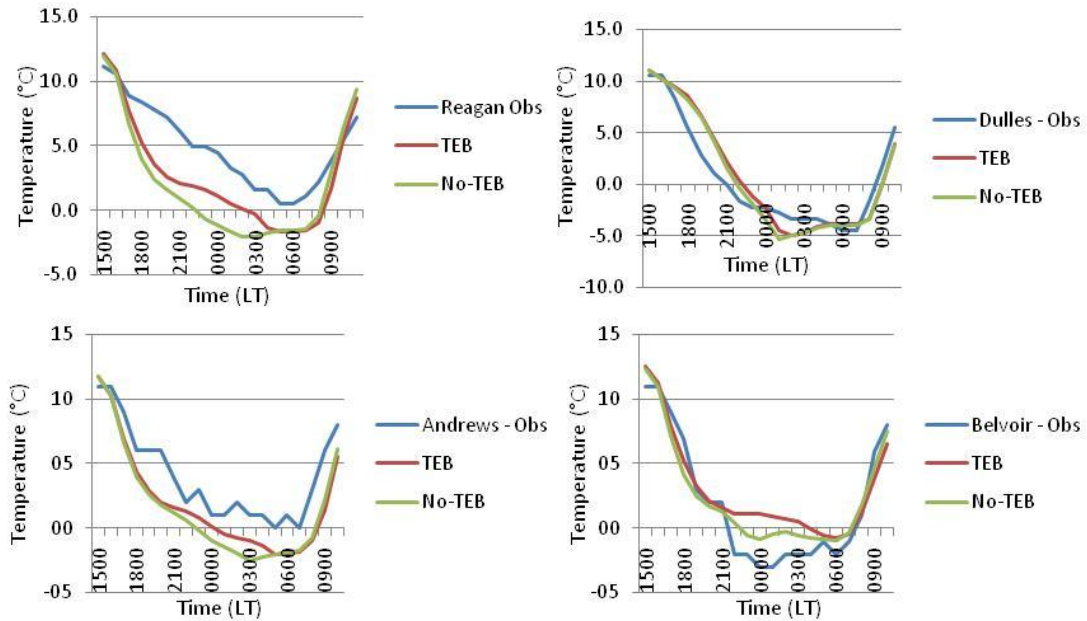 15.0
10.0
5.0
0.0
-5.0
Temperature (°C)
1500
1800
2100
0000
0300
0600
0900
Time (LT)
Reagan Obs
TEB
No-TEB
15.0
10.0
5.0
0.0
-5.0
-10.0
Temperature (°C)
1500
1800
2100
0000
0300
0600
0900
Time (LT)
Dulles - Obs
TEB
No-TEB
15
10
05
00
-05
Temperature (°C)
1500
1800
2100
0000
0300
0600
0900
Time (LT)
Andrews - Obs
TEB
No-TEB
15
10
05
00
-05
Temperature (°C)
1500
1800
2100
0000
0300
0600
0900
Time (LT)
Belvoir - Obs
TEB
No-TEB